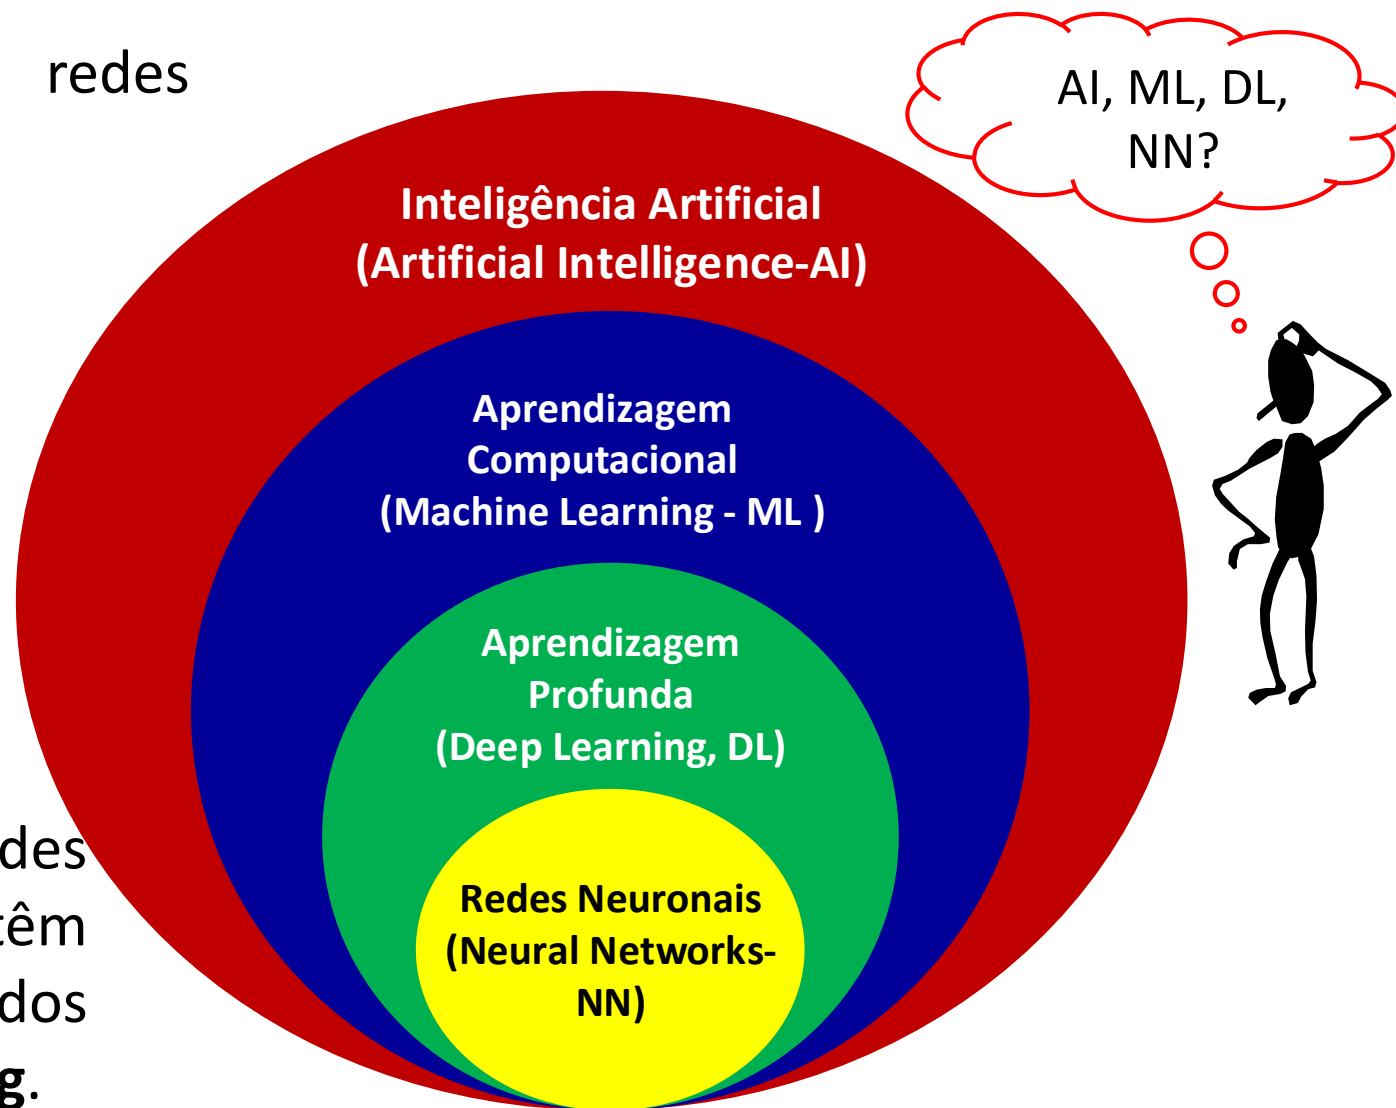 redes
AI, ML, DL,
NN?
Inteligência Artificial
(Artificial Intelligence-AI)
Aprendizagem
Computacional
(Machine Learning - ML )
Aprendizagem
Profunda
(Deep Learning, DL)
Redes Neuronais
(Neural Networks-
NN)
des
têm
dos
g.